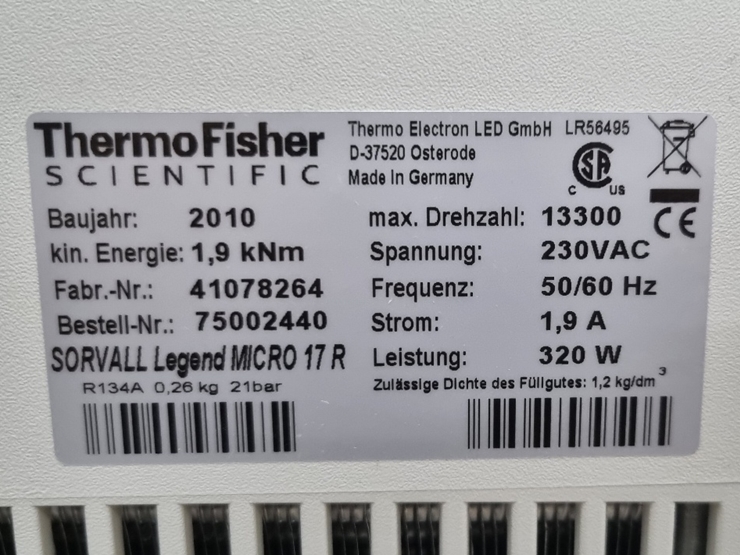 ThermoFisher
SCIENTIFIC
Thermo Electron LED GmbH LR56495
D-37520 Osterode
Made In Germany
C US
CE
Baujahr: 2010
kin. Energie: 1,9 kNm
Fabr.-Nr.: 41078264
Bestell-Nr.: 75002440
SORVALL Legend MICRO 17 R
R134A 0,26 kg 21bar
max. Drehzahl: 13300
Spannung: 230VAC
Frequenz: 50/60 Hz
Strom: 1,9 A
Leistung: 320 W
Zulässige Dichte des Füllgutes: 1,2 kg/dm³